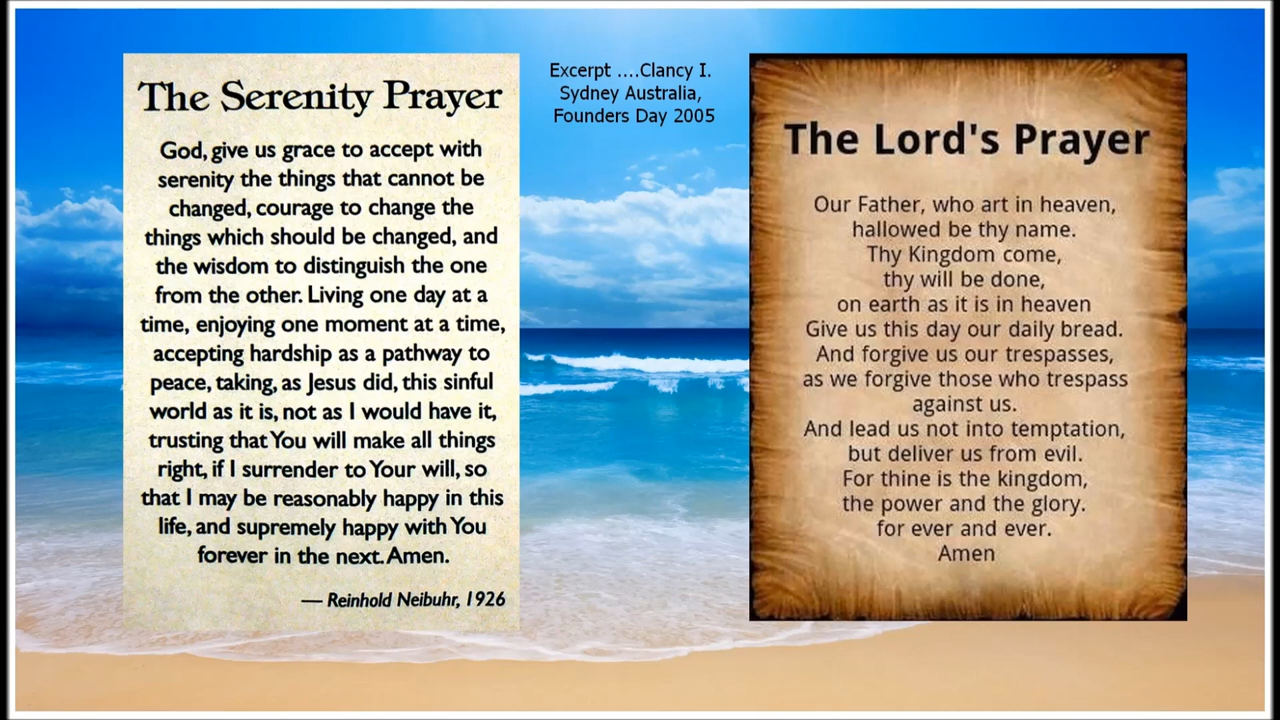 The Serenity Prayer
God, give us grace to accept with
serenity the things that cannot be
changed, courage to change the
things which should be changed, and
the wisdom to distinguish the one
from the other. Living one day at a
time, enjoying one moment at a time,
accepting hardship as a pathway to
peace, taking, as Jesus did, this sinful
world as it is, not as I would have it,
trusting that You will make all things
right, if I surrender to Your will, so
that I may be reasonably happy in this
life, and supremely happy with You
forever in the next. Amen.
— Reinhold Neibuhr, 1926
Excerpt ....Clancy I.
Sydney Australia,
Founders Day 2005
The Lord's Prayer
Our Father, who art in heaven,
hallowed be thy name.
Thy Kingdom come,
thy will be done,
on earth as it is in heaven
Give us this day our daily bread.
And forgive us our trespasses,
as we forgive those who trespass
against us.
And lead us not into temptation,
but deliver us from evil.
For thine is the kingdom,
the power and the glory.
for ever and ever.
Amen